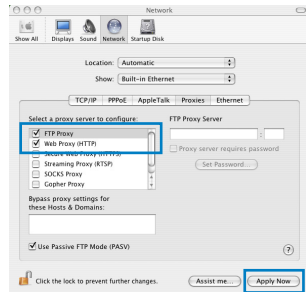 Network
Show All
Displays
Sound
Network
Startup Disk
Location:
Automatic
Show:
Built-in Ethernet
TCP/IP
PPPoE
AppleTalk
Proxies
Ethernet
Select a proxy server to configure:
FTP Proxy Server
FTP Proxy
Web Proxy (HTTP)
:
Secure Web Proxy (HTTPS)
Proxy server requires password
Streaming Proxy (RTSP)
Set Password...
SOCKS Proxy
Gopher Proxy
Bypass proxy settings for
these Hosts & Domains:
Use Passive FTP Mode (PASV)
?
Click the lock to prevent further changes.
Assist me...
Apply Now